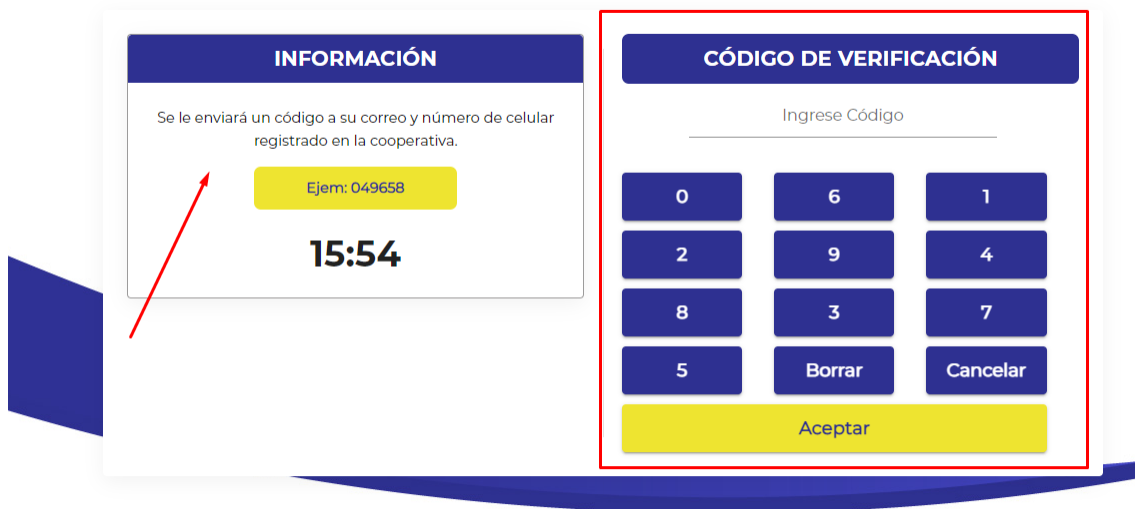 INFORMACIÓN
Se le enviará un código a su correo y número de celular
registrado en la cooperativa.
Ejem: 049658
15:54
CÓDIGO DE VERIFICACIÓN
Ingrese Código
0 6 1
2 9 4
8 3 7
5 Borrar Cancelar
Aceptar